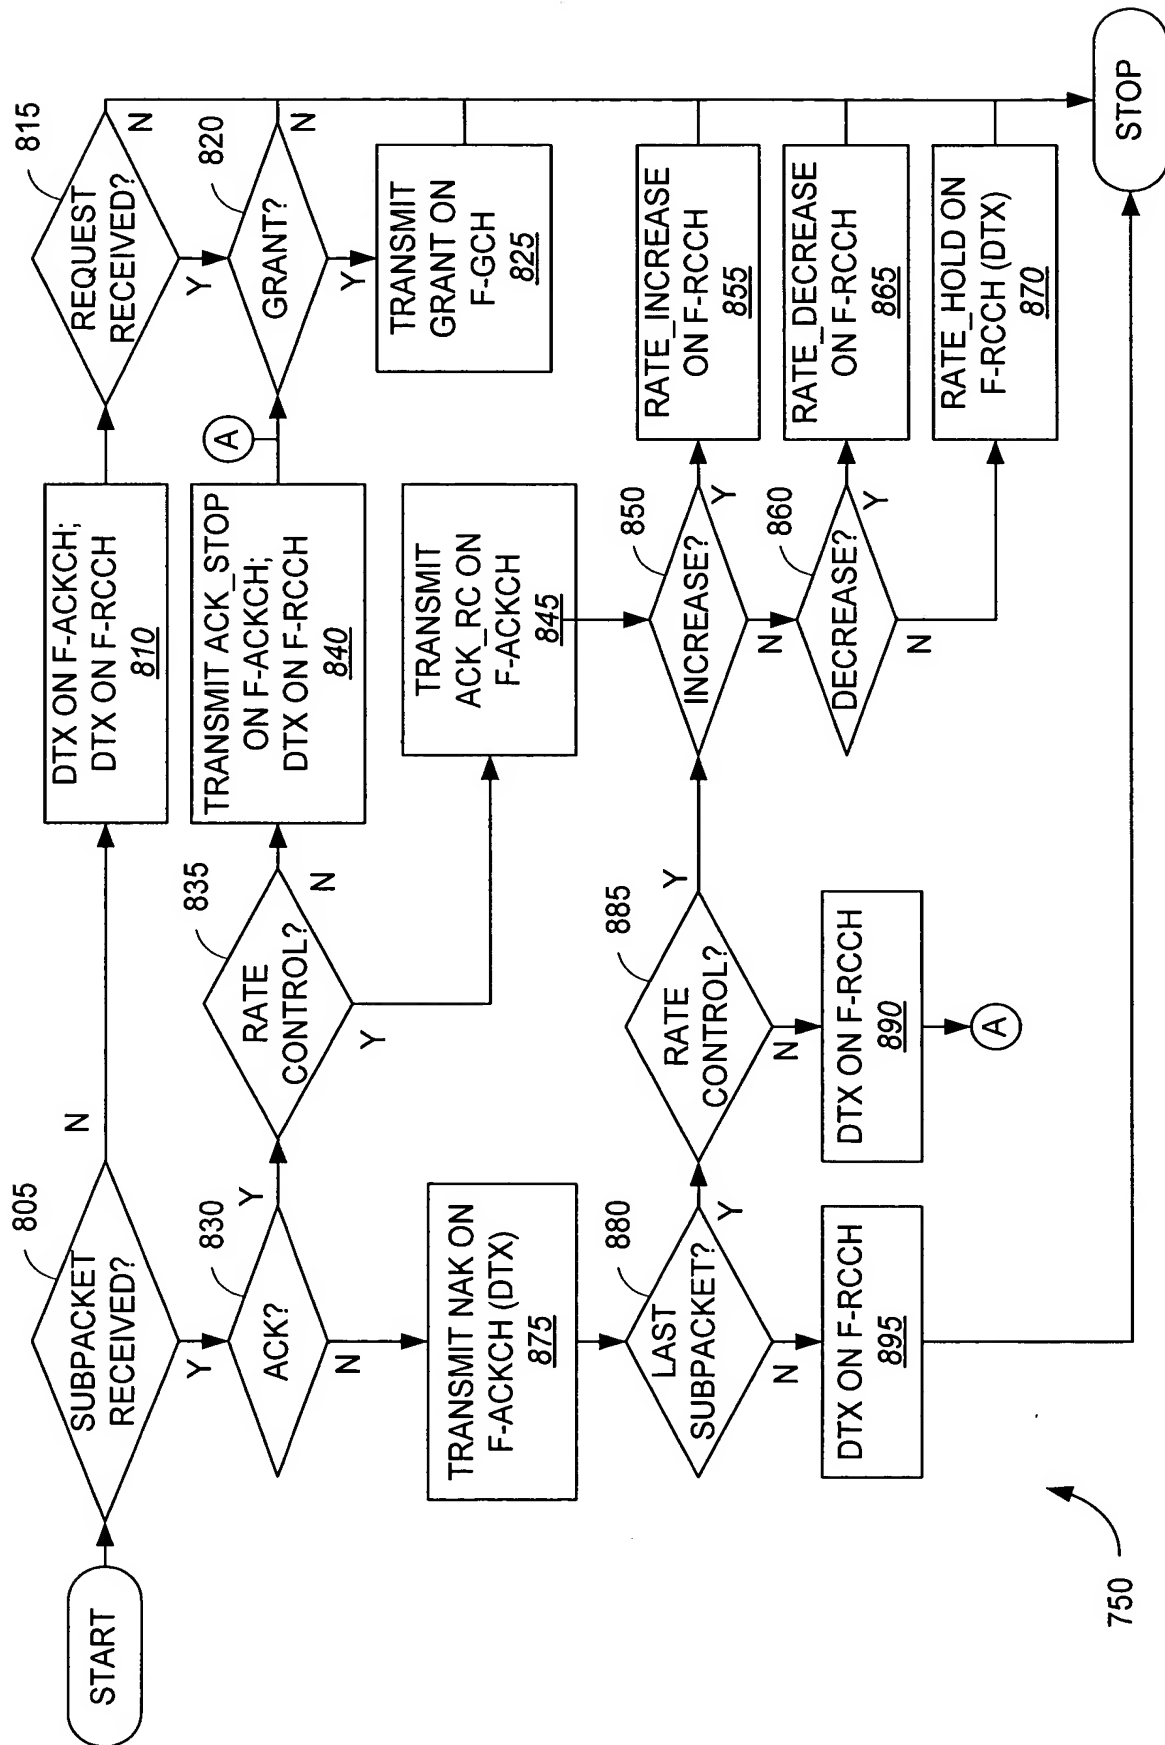 START
SUBPACKET
RECEIVED?
805
N
Y
DTX ON F-ACKCH;
DTX ON F-RCCH
810
REQUEST
RECEIVED?
815
N
Y
ACK?
830
Y
N
RATE
CONTROL?
835
N
Y
TRANSMIT ACK_STOP
ON F-ACKCH;
DTX ON F-RCCH
840
A
GRANT?
820
N
Y
TRANSMIT
GRANT ON
F-GCH
825
TRANSMIT NAK ON
F-ACKCH (DTX)
875
TRANSMIT
ACK_RC ON
F-ACKCH
845
LAST
SUBPACKET?
880
Y
N
RATE
CONTROL?
885
Y
N
INCREASE?
850
Y
N
RATE_INCREASE
ON F-RCCH
855
DTX ON F-RCCH
895
DTX ON F-RCCH
890
A
DECREASE?
860
Y
N
RATE_DECREASE
ON F-RCCH
865
RATE_HOLD ON
F-RCCH (DTX)
870
STOP
750